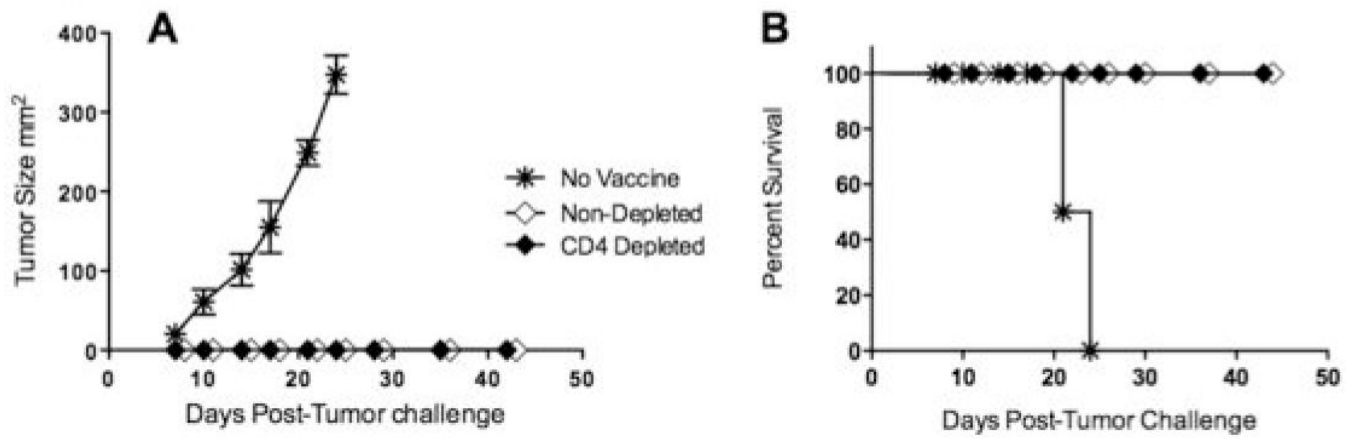 A
400
300
200
100
0
Tumor Size mm²
0 10 20 30 40 50
Days Post-Tumor challenge
No Vaccine
Non-Depleted
CD4 Depleted
B
100
80
60
40
20
0
Percent Survival
0 10 20 30 40 50
Days Post-Tumor Challenge